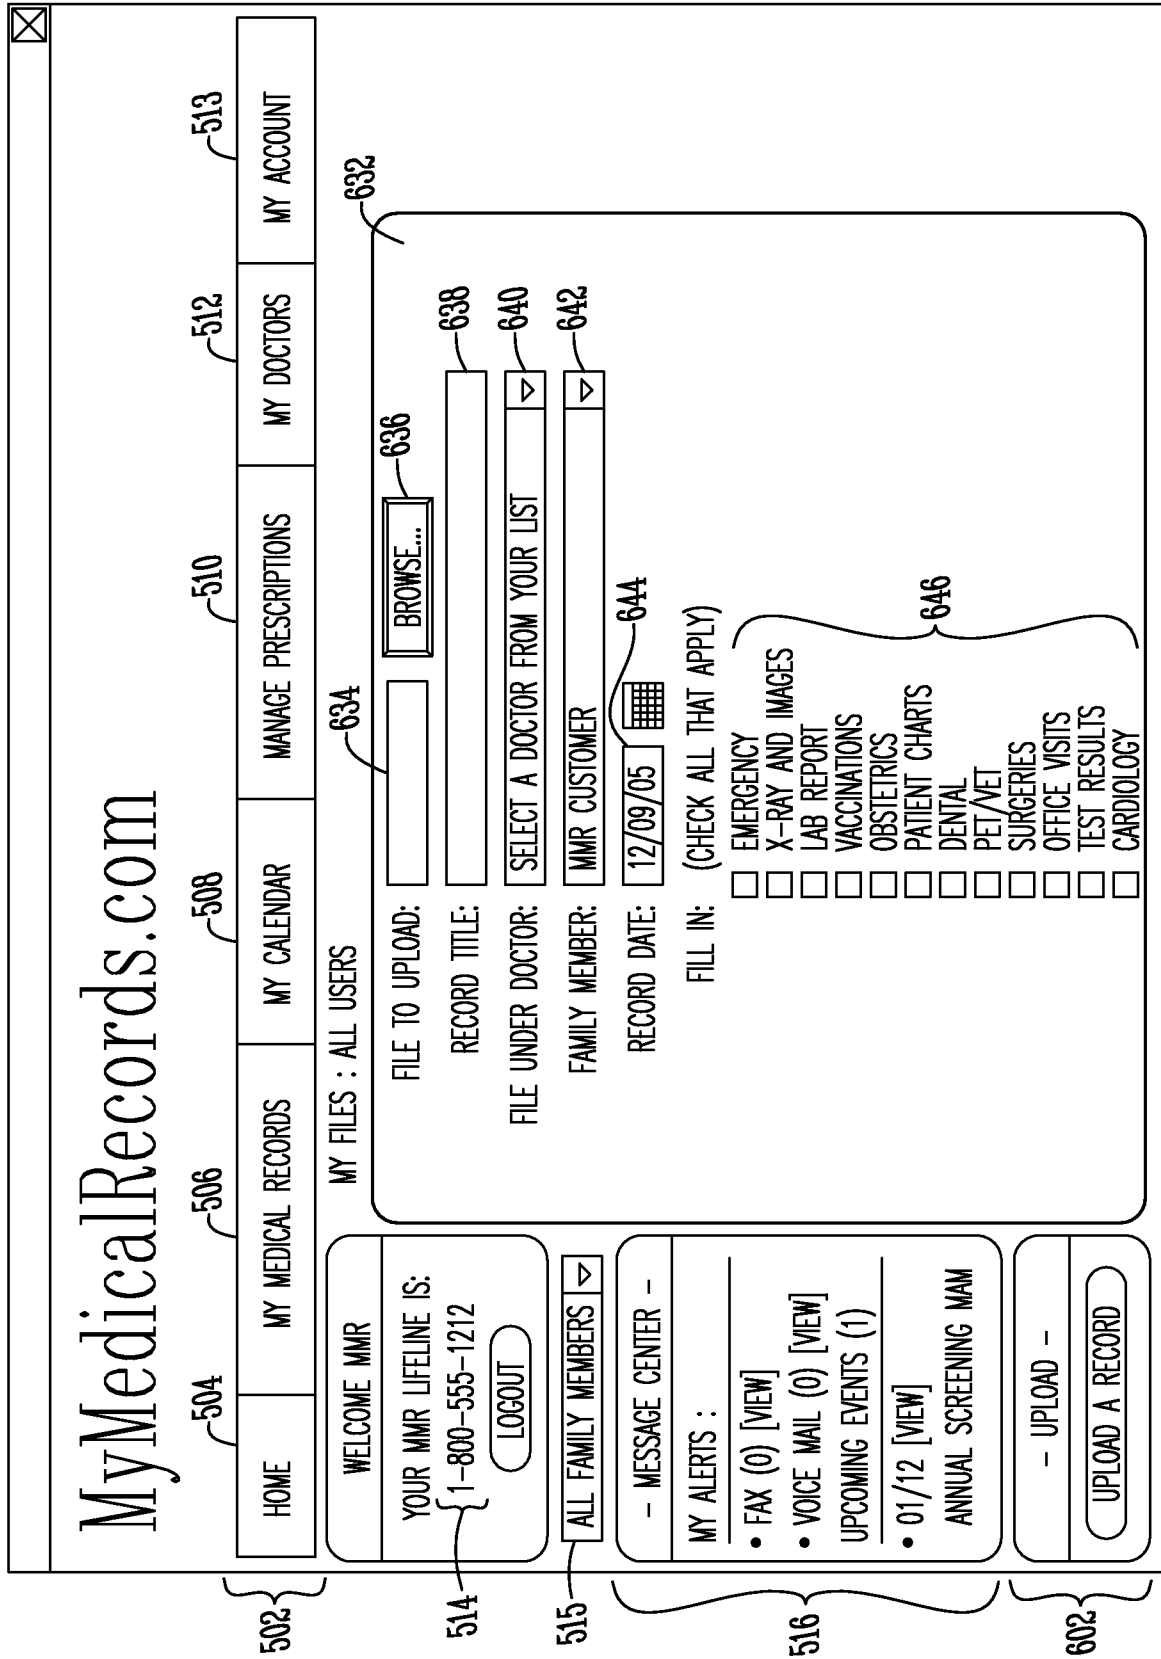 MyMedicalRecords.com
504
506
508
510
512
513
502
HOME
MY MEDICAL RECORDS
MY CALENDAR
MANAGE PRESCRIPTIONS
MY DOCTORS
MY ACCOUNT
WELCOME MMR
YOUR MMR LIFELINE IS:
514
1-800-555-1212
LOGOUT
515
ALL FAMILY MEMBERS
516
- MESSAGE CENTER -
MY ALERTS :
• FAX (0) [VIEW]
• VOICE MAIL (0) [VIEW]
UPCOMING EVENTS (1)
• 01/12 [VIEW]
ANNUAL SCREENING MAM
602
- UPLOAD -
UPLOAD A RECORD
MY FILES : ALL USERS
632
634
636
FILE TO UPLOAD:
BROWSE...
RECORD TITLE:
638
FILE UNDER DOCTOR:
SELECT A DOCTOR FROM YOUR LIST
640
FAMILY MEMBER:
MMR CUSTOMER
642
RECORD DATE:
12/09/05
644
FILL IN:
(CHECK ALL THAT APPLY)
EMERGENCY
X-RAY AND IMAGES
LAB REPORT
VACCINATIONS
OBSTETRICS
PATIENT CHARTS
DENTAL
PET/VET
SURGERIES
OFFICE VISITS
TEST RESULTS
CARDIOLOGY
646